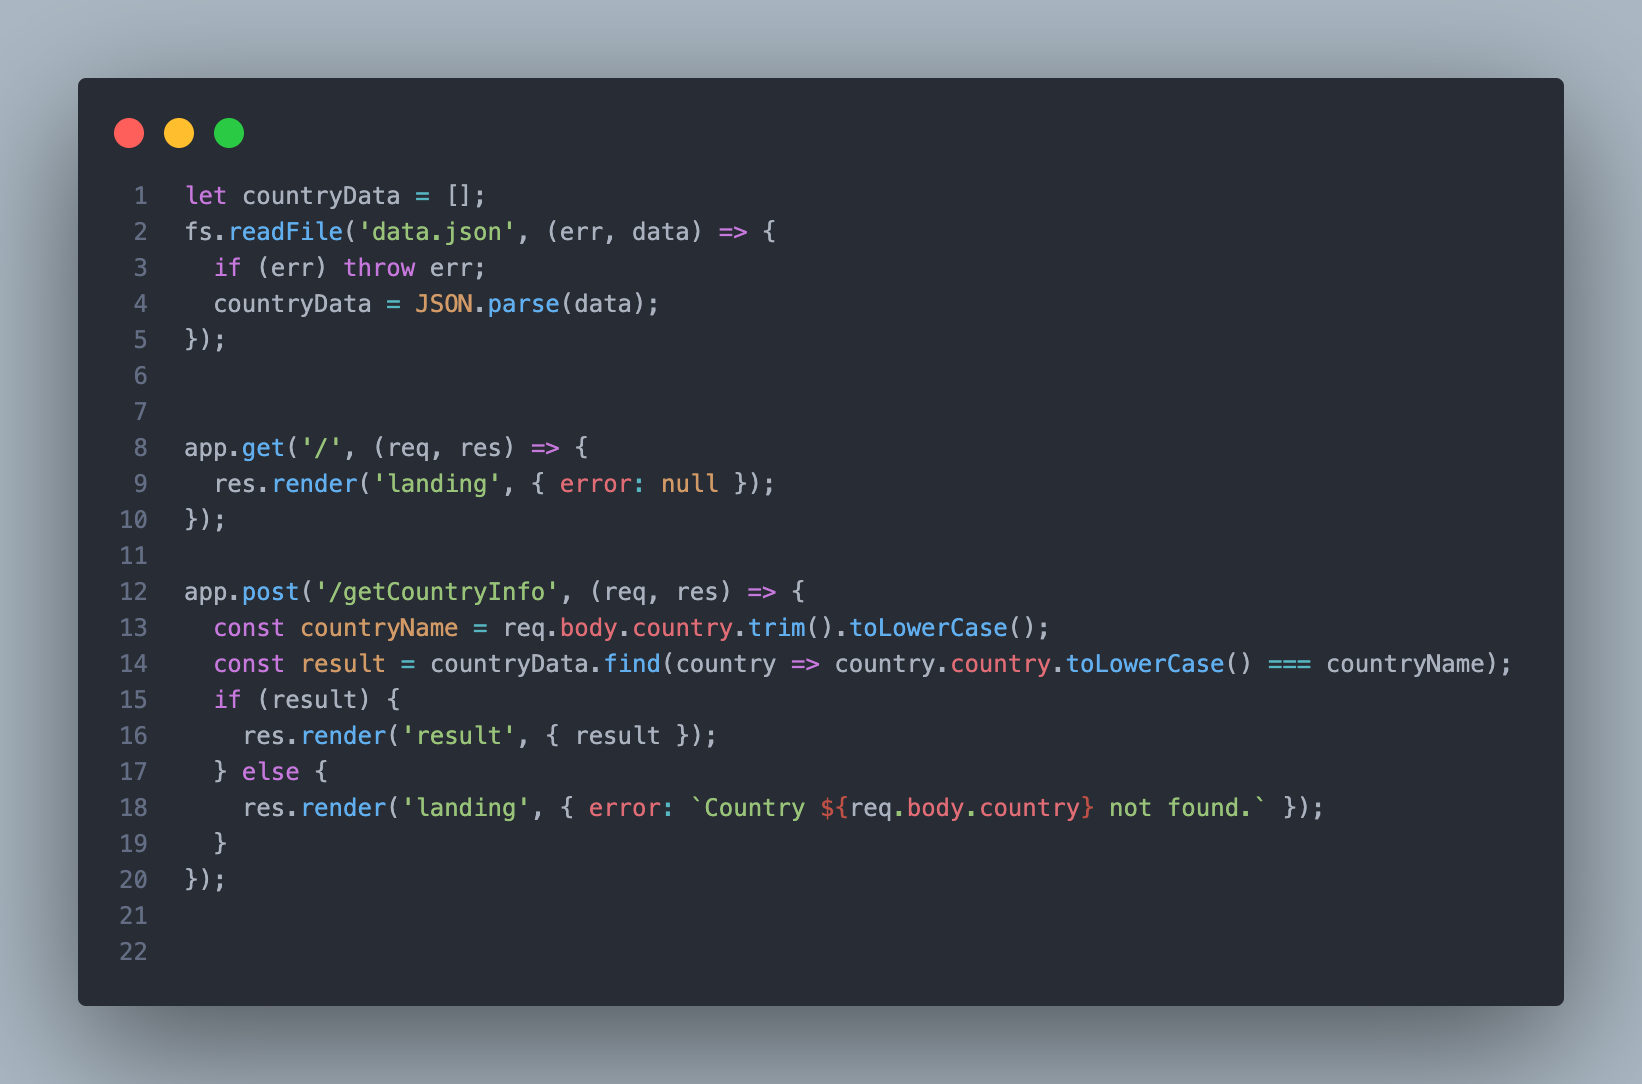 1 let countryData = [];
2 fs.readFile('data.json', (err, data) => {
3   if (err) throw err;
4   countryData = JSON.parse(data);
5 });
6
7
8 app.get('/', (req, res) => {
9   res.render('landing', { error: null });
10 });
11
12 app.post('/getCountryInfo', (req, res) => {
13   const countryName = req.body.country.trim().toLowerCase();
14   const result = countryData.find(country => country.country.toLowerCase() === countryName);
15   if (result) {
16     res.render('result', { result });
17   } else {
18     res.render('landing', { error: `Country ${req.body.country} not found.` });
19   }
20 });
21
22